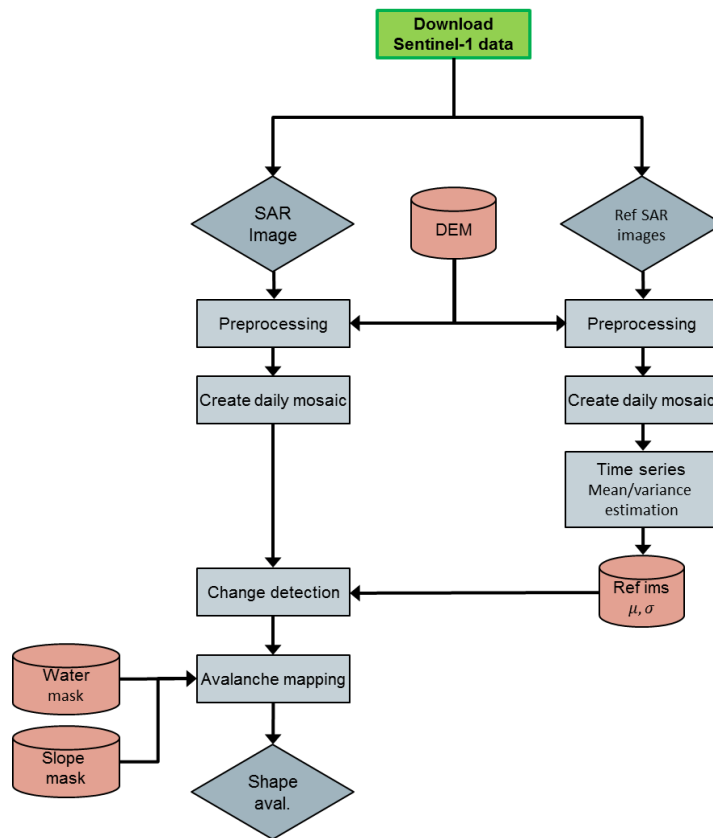 Download
Sentinel-1 data
SAR
Image
DEM
Ref SAR
images
Preprocessing
Preprocessing
Create daily mosaic
Create daily mosaic
Time series
Mean/variance
estimation
Change detection
Ref ims
μ, σ
Water
mask
Avalanche mapping
Slope
mask
Shape
aval.